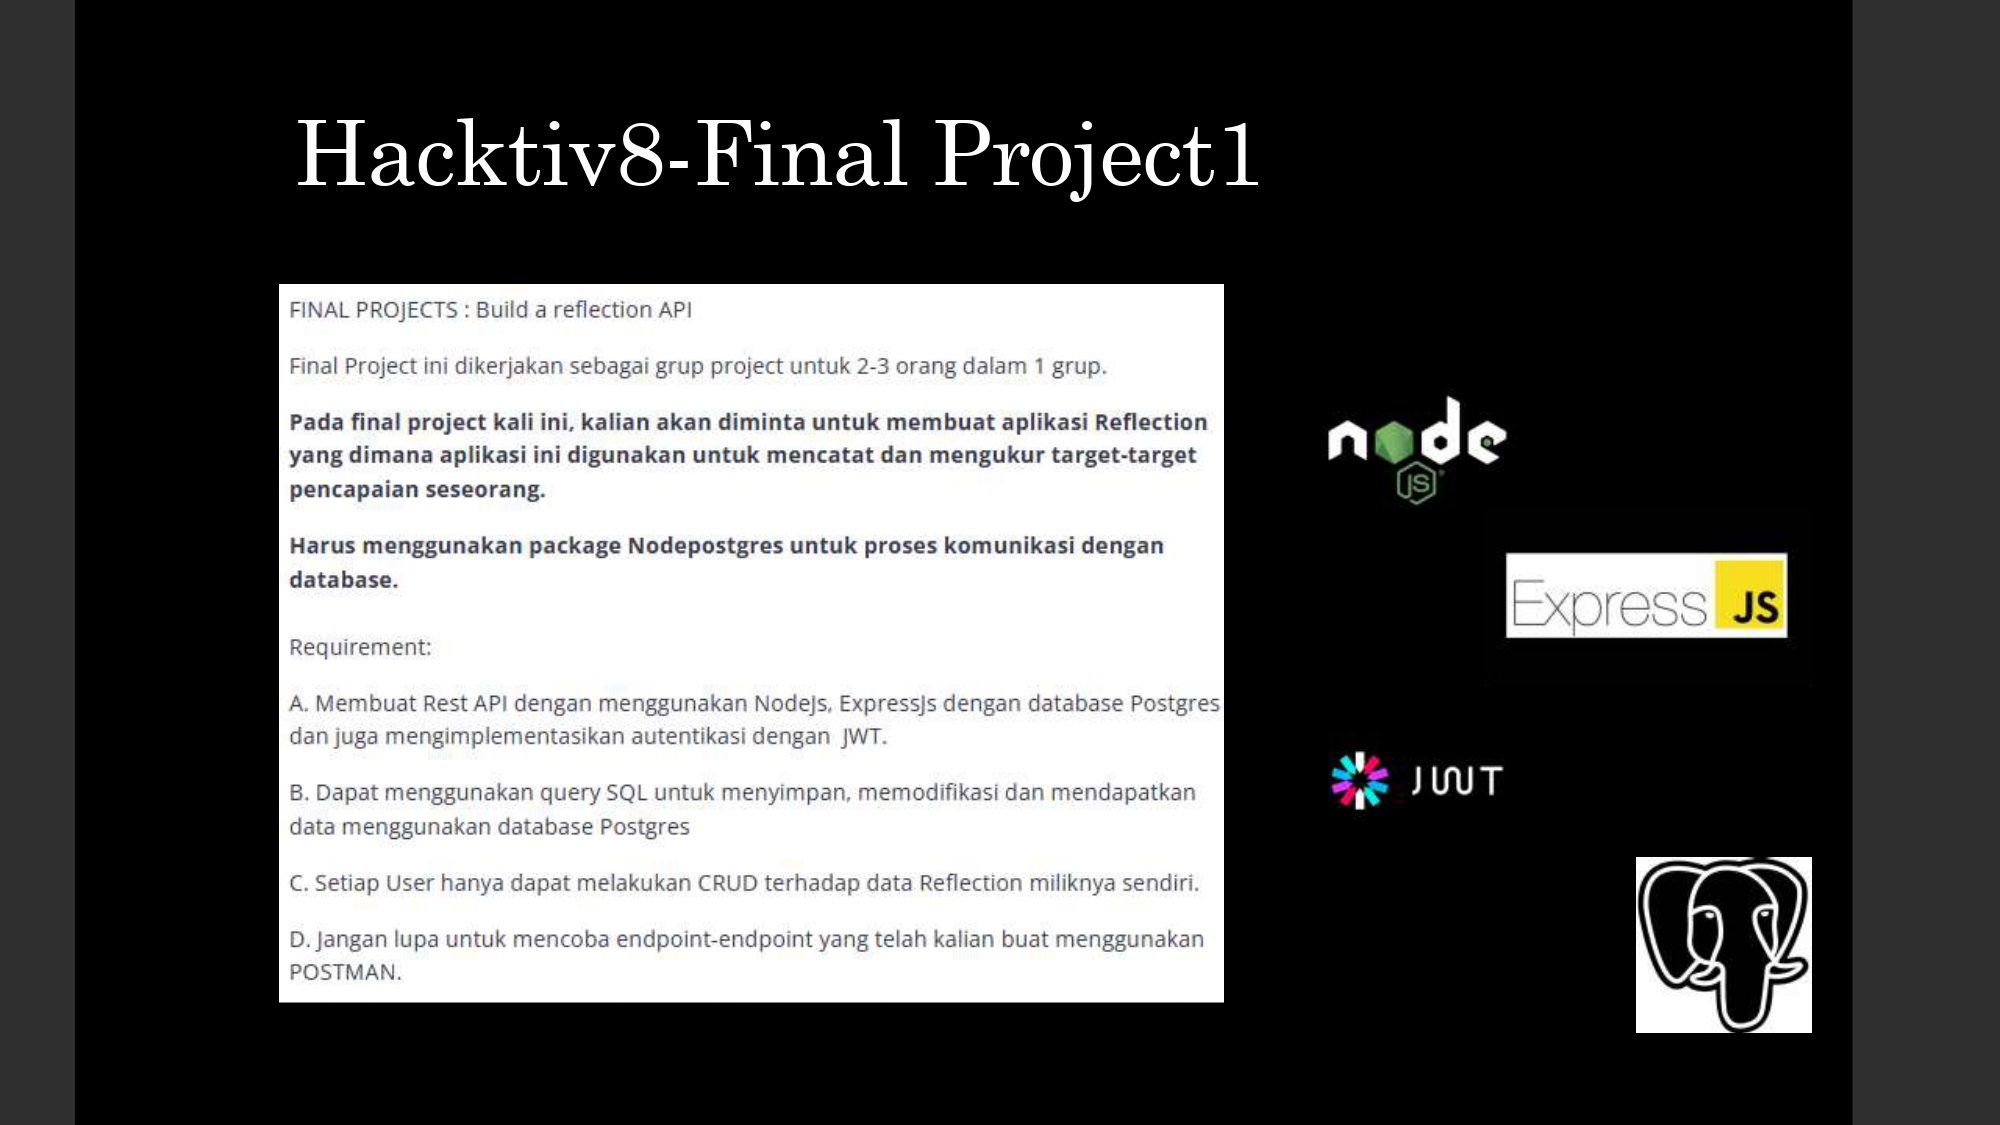 Hacktiv8-Final Project1
FINAL PROJECTS : Build a reflection API
Final Project ini dikerjakan sebagai grup project untuk 2-3 orang dalam 1 grup.
Pada final project kali ini, kalian akan diminta untuk membuat aplikasi Reflection
yang dimana aplikasi ini digunakan untuk mencatat dan mengukur target-target
pencapaian seseorang.
Harus menggunakan package Nodepostgres untuk proses komunikasi dengan
database.
Requirement:
A. Membuat Rest API dengan menggunakan NodeJs, ExpressJs dengan database Postgres
dan juga mengimplementasikan autentikasi dengan  JWT.
B. Dapat menggunakan query SQL untuk menyimpan, memodifikasi dan mendapatkan
data menggunakan database Postgres
C. Setiap User hanya dapat melakukan CRUD terhadap data Reflection miliknya sendiri.
D. Jangan lupa untuk mencoba endpoint-endpoint yang telah kalian buat menggunakan
POSTMAN.
node
JS
Express JS
JWT